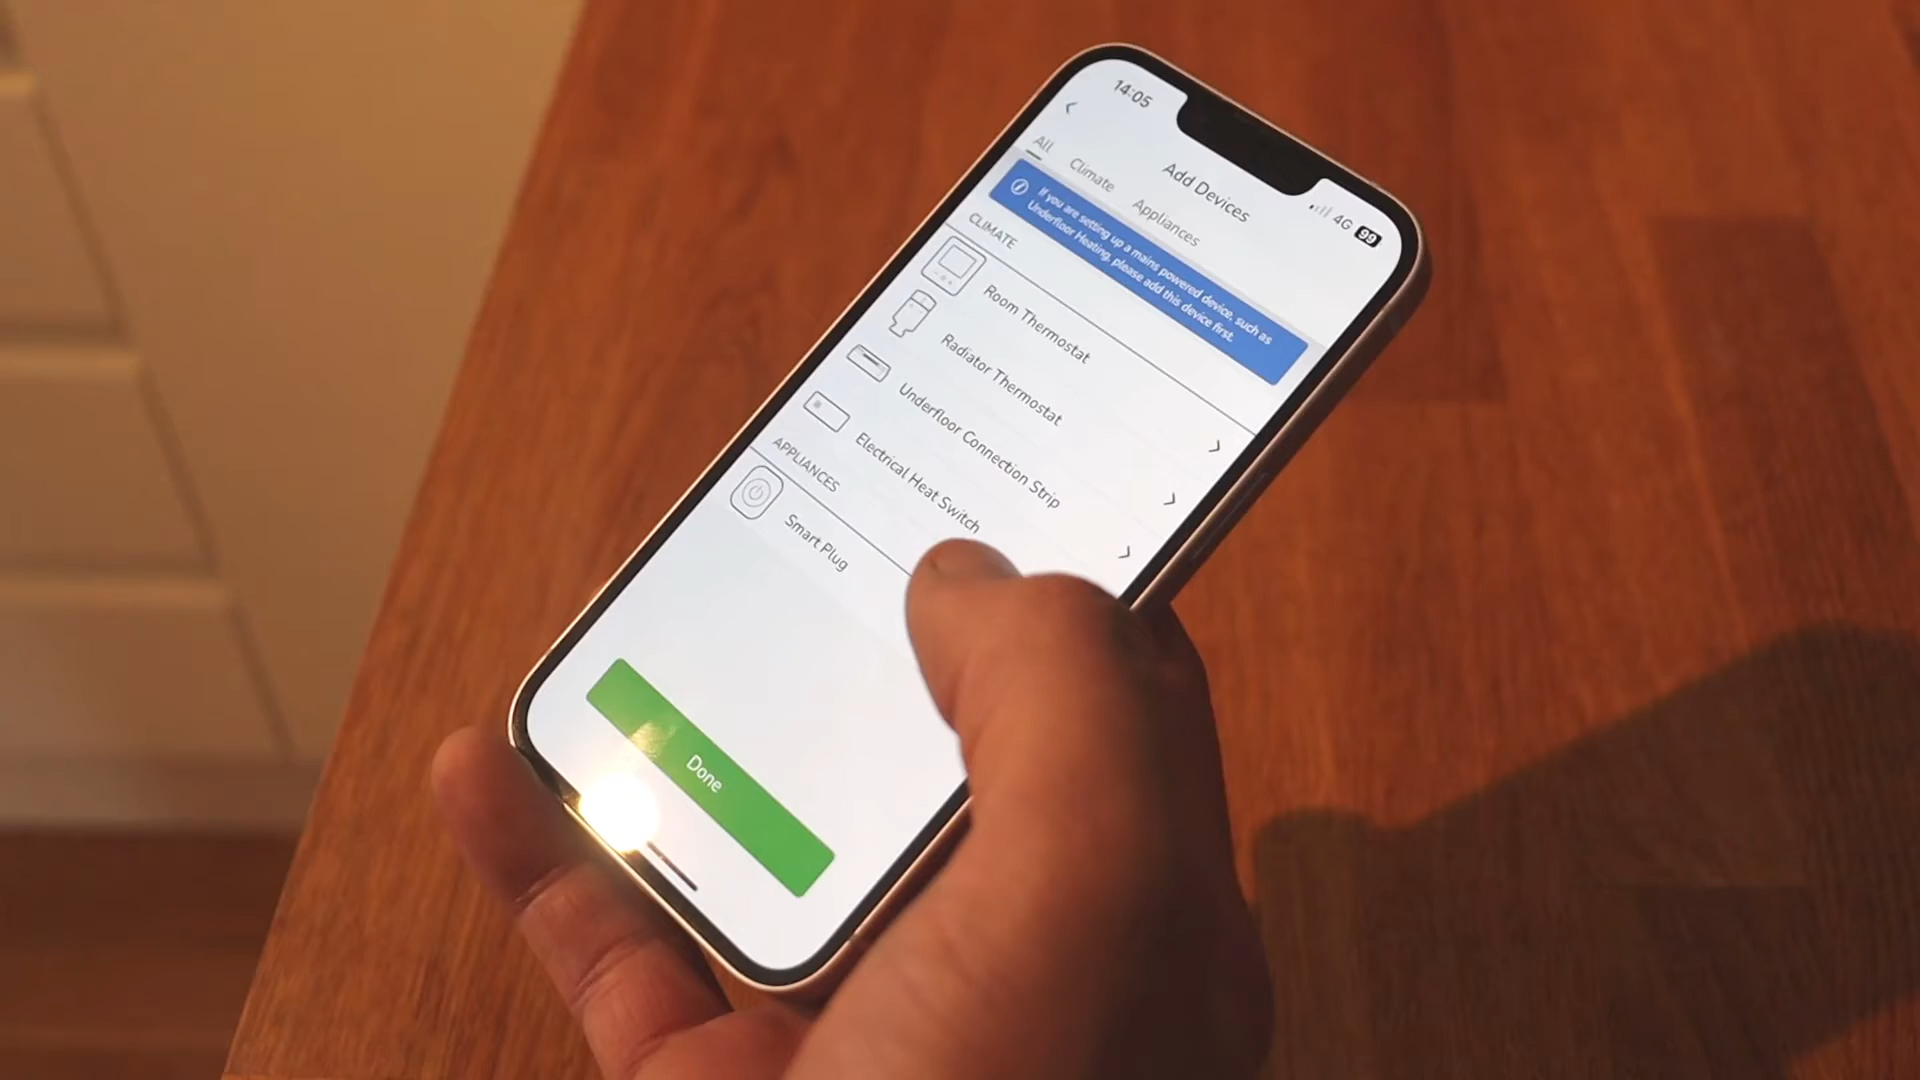 14:05
4G 99
Add Devices
All Climate Appliances
If you are setting up a mains powered device, such as
Underfloor Heating, please add this device first.
CLIMATE
Room Thermostat
Radiator Thermostat
Underfloor Connection Strip
Electrical Heat Switch
APPLIANCES
Smart Plug
Done